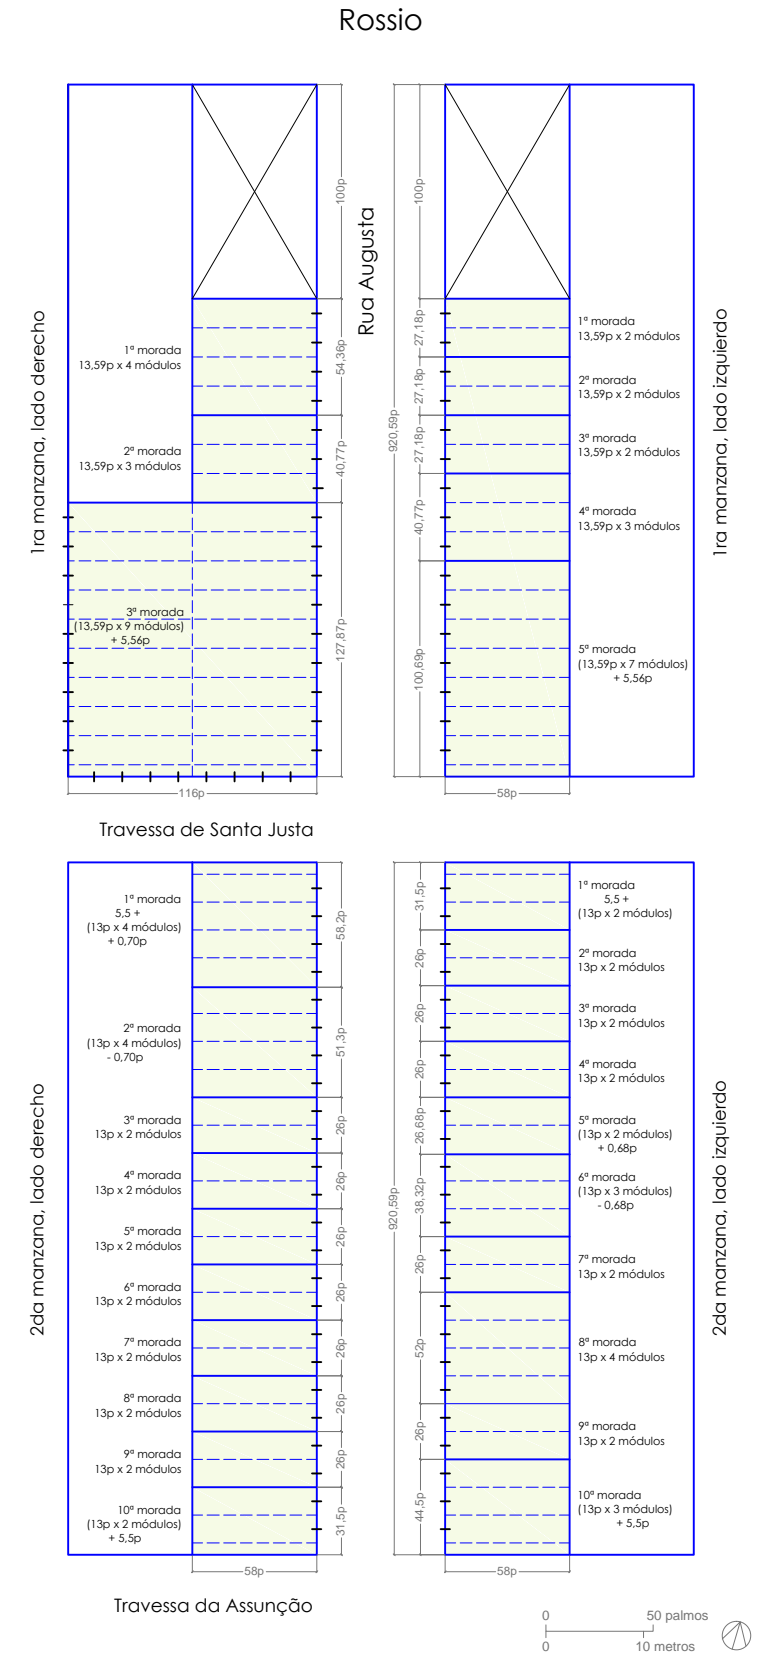 Rossio
Rua Augusta
1ra manzana, lado derecho
100p
54,36p
40,77p
127,87p
1ª morada
13,59p x 4 módulos
2ª morada
13,59p x 3 módulos
3ª morada
(13,59p x 9 módulos)
+ 5,56p
116p
1ra manzana, lado izquierdo
920,59p
100p
27,18p
27,18p
27,18p
40,77p
100,69p
1ª morada
13,59p x 2 módulos
2ª morada
13,59p x 2 módulos
3ª morada
13,59p x 2 módulos
4ª morada
13,59p x 3 módulos
5ª morada
(13,59p x 7 módulos)
+ 5,56p
58p
Travessa de Santa Justa
2da manzana, lado derecho
1ª morada
5,5 +
(13p x 4 módulos)
+ 0,70p
2ª morada
(13p x 4 módulos)
- 0,70p
3ª morada
13p x 2 módulos
4ª morada
13p x 2 módulos
5ª morada
13p x 2 módulos
6ª morada
13p x 2 módulos
7ª morada
13p x 2 módulos
8ª morada
13p x 2 módulos
9ª morada
13p x 2 módulos
10ª morada
(13p x 2 módulos)
+ 5,5p
58,2p
51,3p
26p
26p
26p
26p
26p
26p
26p
31,5p
58p
2da manzana, lado izquierdo
920,59p
31,5p
26p
26p
26p
26,68p
38,32p
26p
52p
26p
44,5p
1ª morada
5,5 +
(13p x 2 módulos)
2ª morada
13p x 2 módulos
3ª morada
13p x 2 módulos
4ª morada
13p x 2 módulos
5ª morada
(13p x 2 módulos)
+ 0,68p
6ª morada
(13p x 3 módulos)
- 0,68p
7ª morada
13p x 2 módulos
8ª morada
13p x 4 módulos
9ª morada
13p x 2 módulos
10ª morada
(13p x 3 módulos)
+ 5,5p
58p
Travessa da Assunção
0 50 palmos
0 10 metros